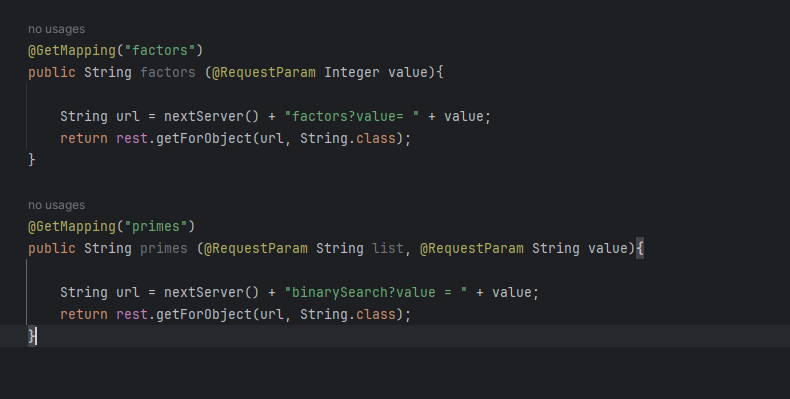 no usages
@GetMapping("factors")
public String factors (@RequestParam Integer value){
String url = nextServer() + "factors?value= " + value;
return rest.getForObject(url, String.class);
}
no usages
@GetMapping("primes")
public String primes (@RequestParam String list, @RequestParam String value){
String url = nextServer() + "binarySearch?value = " + value;
return rest.getForObject(url, String.class);
}